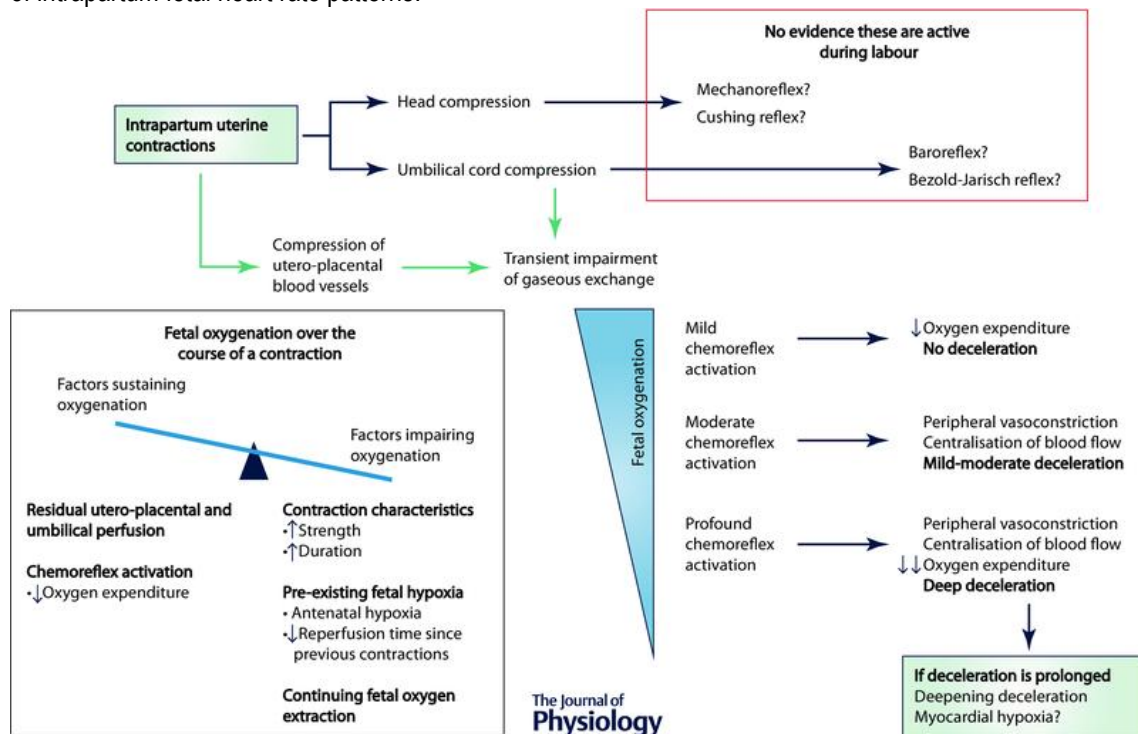 of intrapartum fetal heart rate patterns.
No evidence these are active
during labour
Head compression
Mechanoreflex?
Cushing reflex?
Intrapartum uterine
contractions
Umbilical cord compression
Baroreflex?
Bezold-Jarisch reflex?
Compression of
utero-placental
blood vessels
Transient impairment
of gaseous exchange
Fetal oxygenation over the
course of a contraction
Factors sustaining
oxygenation
Factors impairing
oxygenation
Residual utero-placental and
umbilical perfusion
Chemoreflex activation
•↓Oxygen expenditure
Contraction characteristics
•↑Strength
•↑Duration
Pre-existing fetal hypoxia
• Antenatal hypoxia
•↓Reperfusion time since
previous contractions
Continuing fetal oxygen
extraction
Fetal oxygenation
Mild
chemoreflex
activation
↓Oxygen expenditure
No deceleration
Moderate
chemoreflex
activation
Peripheral vasoconstriction
Centralisation of blood flow
Mild-moderate deceleration
Profound
chemoreflex
activation
Peripheral vasoconstriction
Centralisation of blood flow
↓↓Oxygen expenditure
Deep deceleration
If deceleration is prolonged
Deepening deceleration
Myocardial hypoxia?
The Journal of
Physiology